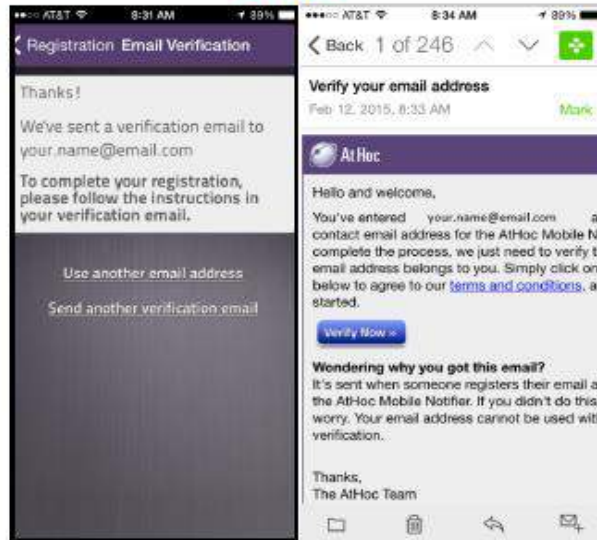 AT&T 8:31 AM 89%
Registration Email Verification
Thanks!
We've sent a verification email to
your.name@email.com
To complete your registration,
please follow the instructions in
your verification email.
Use another email address
Send another verification email
AT&T 8:34 AM 89%
Back 1 of 246
Verify your email address
Feb 12, 2015, 8:33 AM Mark
AtHoc
Hello and welcome,
You've entered your.name@email.com a
contact email address for the AtHoc Mobile N
complete the process, we just need to verify t
email address belongs to you. Simply click on
below to agree to our terms and conditions, a
started.
Verify Now »
Wondering why you got this email?
It's sent when someone registers their email a
the AtHoc Mobile Notifier. If you didn't do this
worry. Your email address cannot be used wit
verification.
Thanks,
The AtHoc Team